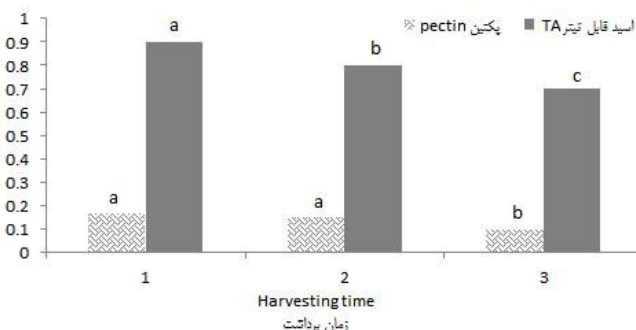 1
0.9
0.8
0.7
0.6
0.5
0.4
0.3
0.2
0.1
0
پکتین pectin
اسید قابل تیتر TA
a
a
a
b
b
c
1
2
3
Harvesting time
زمان برداشت